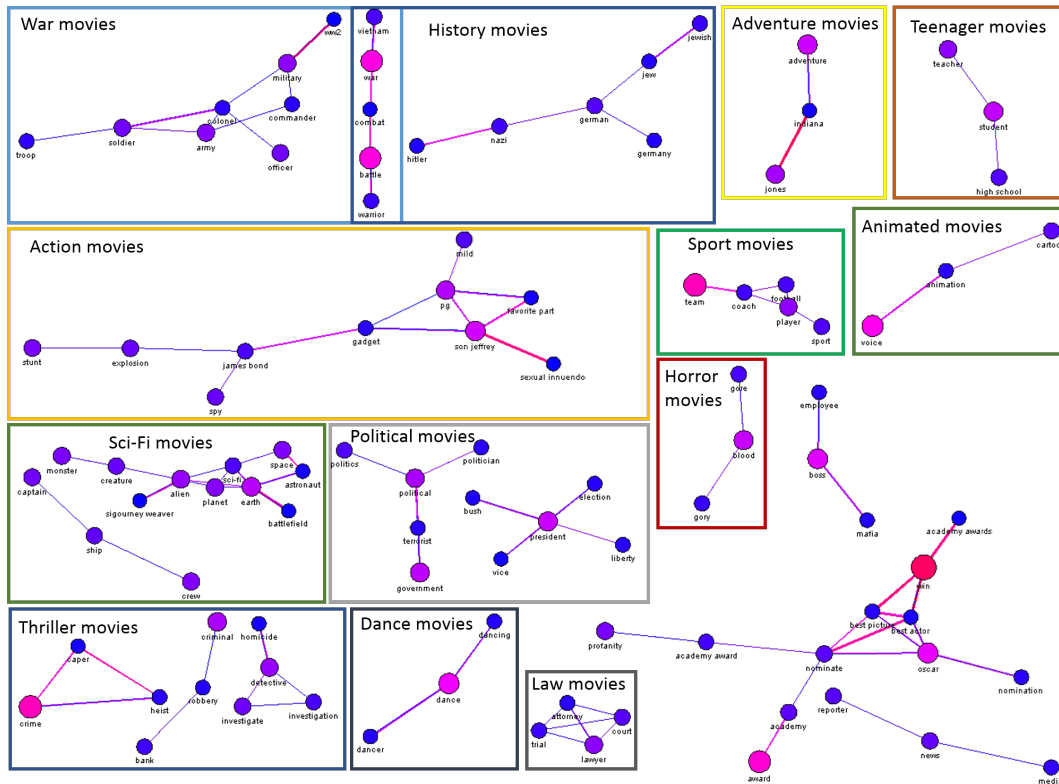 War movies
ww2
military
colonel
commander
soldier
army
troop
officer
vietnam
war
combat
battle
warrior
History movies
jewish
jew
german
nazi
hitler
germany
Adventure movies
adventure
indiana
jones
Teenager movies
teacher
student
high school
Action movies
mild
pg
favorite part
gadget
son jeffrey
stunt
explosion
james bond
sexual innuendo
spy
Sport movies
team
coach
football
player
sport
Animated movies
cartoo
animation
voice
Sci-Fi movies
monster
space
captain
creature
alien
sci-fi
astronaut
planet
earth
sigourney weaver
battlefield
ship
crew
Political movies
politics
politician
political
election
bush
president
terrorist
vice
liberty
government
Horror
movies
gore
blood
gory
employee
boss
mafia
academy awards
win
best picture
best actor
profanity
academy award
nominate
oscar
nomination
academy
reporter
award
news
medi
Thriller movies
criminal
homicide
caper
detective
robbery
crime
heist
investigate
investigation
bank
Dance movies
dancing
dance
dancer
Law movies
attorney
court
trial
lawyer